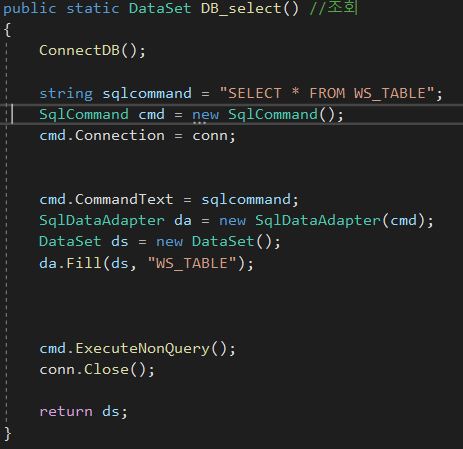 public static DataSet DB_select() //조회
{
ConnectDB();
string sqlcommand = "SELECT * FROM WS_TABLE";
SqlCommand cmd = new SqlCommand();
cmd.Connection = conn;
cmd.CommandText = sqlcommand;
SqlDataAdapter da = new SqlDataAdapter(cmd);
DataSet ds = new DataSet();
da.Fill(ds, "WS_TABLE");
cmd.ExecuteNonQuery();
conn.Close();
return ds;
}